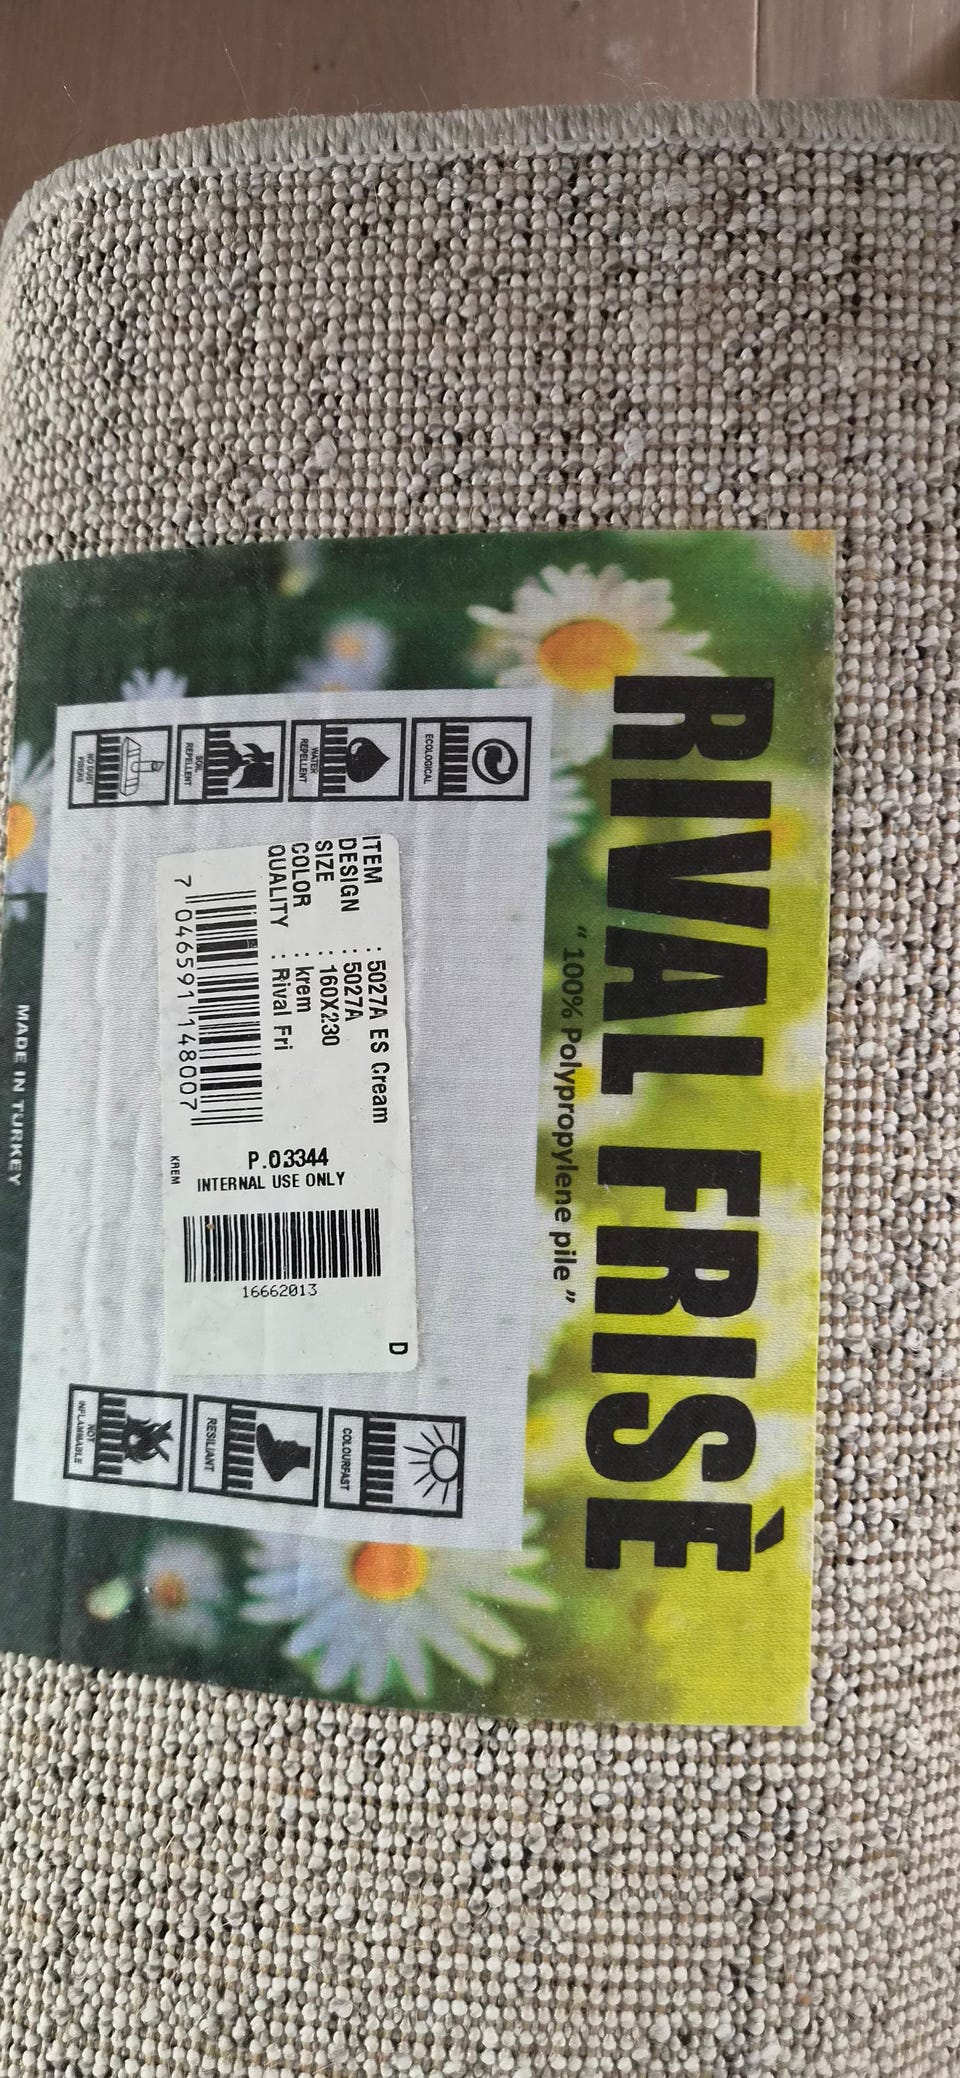 RIVAL FRISÈ
" 100% Polypropylene pile "
ECOLOGICAL
WATER
REPELLENT
SOIL
REPELLENT
NO DUST
FIBERS
ITEM : 5027A ES Cream
DESIGN : 5027A
SIZE : 160X230
COLOR : krem
QUALITY : Rival Fri
7 046591 148007
KREM
D
P.03344
INTERNAL USE ONLY
16662013
COLOURFAST
RESILIANT
NOT
INFLAMMABLE
MADE IN TURKEY